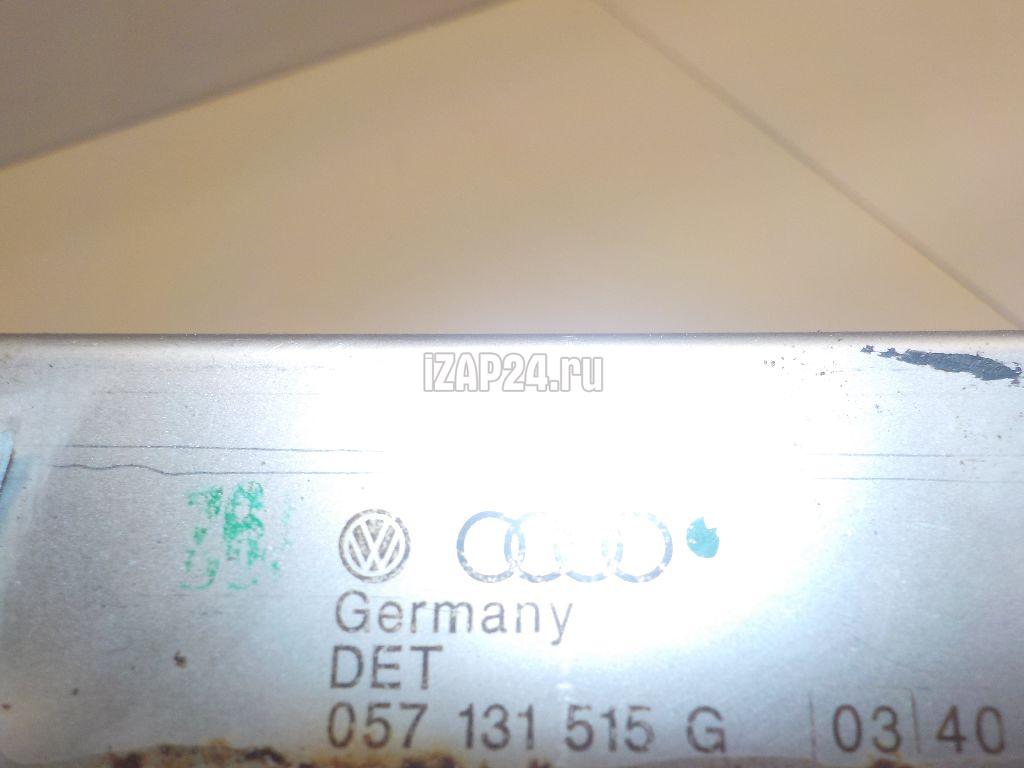 iZAP24.ru
Germany
DET
057 131 515 G 03 40